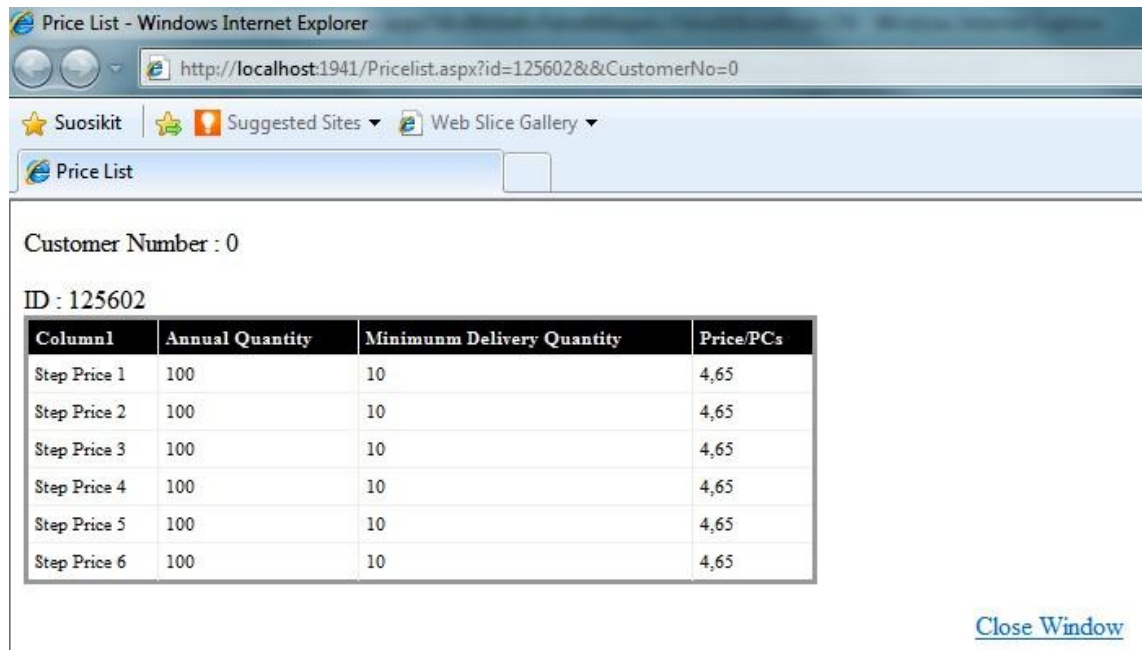 Price List - Windows Internet Explorer
http://localhost:1941/Pricelist.aspx?id=125602&&CustomerNo=0
Suosikit Suggested Sites Web Slice Gallery
Price List
Customer Number : 0
ID : 125602
Column1 Annual Quantity Minimunm Delivery Quantity Price/PCs
Step Price 1 100 10 4,65
Step Price 2 100 10 4,65
Step Price 3 100 10 4,65
Step Price 4 100 10 4,65
Step Price 5 100 10 4,65
Step Price 6 100 10 4,65
Close Window